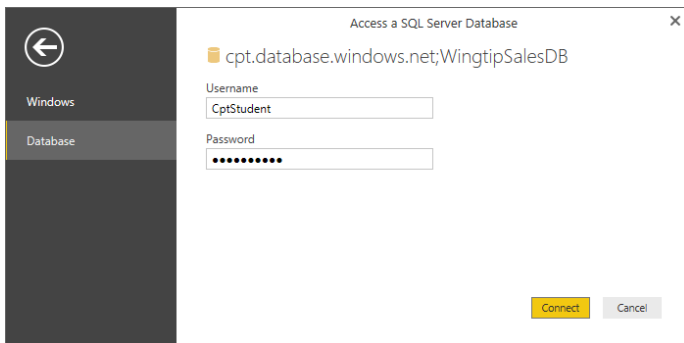 Access a SQL Server Database
cpt.database.windows.net;WingtipSalesDB
Windows
Database
Username
CptStudent
Password
●●●●●●●●●●
Connect
Cancel